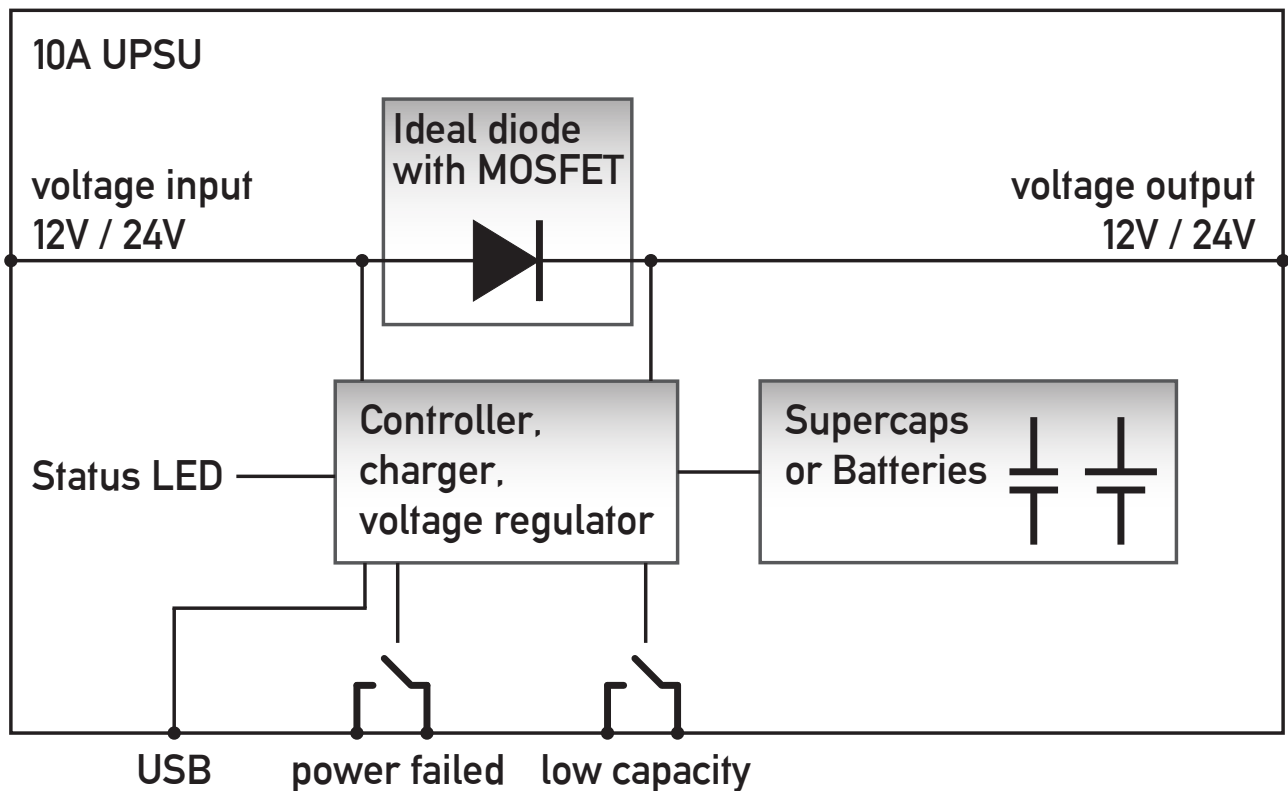 10A UPSU
Ideal diode
with MOSFET
voltage input
12V / 24V
voltage output
12V / 24V
Controller,
charger,
voltage regulator
Supercaps
or Batteries
Status LED
USB
power failed
low capacity